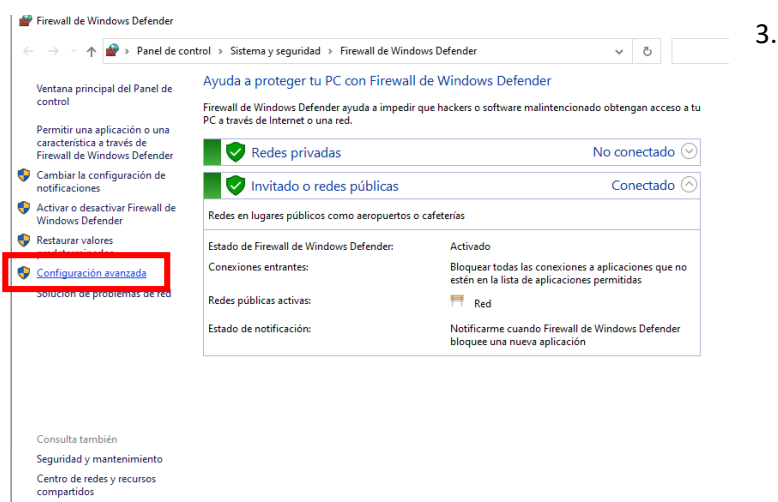 Firewall de Windows Defender
3.
Panel de control > Sistema y seguridad > Firewall de Windows Defender
Ventana principal del Panel de
control
Permitir una aplicación o una
característica a través de
Firewall de Windows Defender
Cambiar la configuración de
notificaciones
Activar o desactivar Firewall de
Windows Defender
Restaurar valores
predeterminados
Configuración avanzada
Solución de problemas de red
Ayuda a proteger tu PC con Firewall de Windows Defender
Firewall de Windows Defender ayuda a impedir que hackers o software malintencionado obtengan acceso a tu
PC a través de Internet o una red.
Redes privadas No conectado
Invitado o redes públicas Conectado
Redes en lugares públicos como aeropuertos o cafeterías
Estado de Firewall de Windows Defender: Activado
Conexiones entrantes: Bloquear todas las conexiones a aplicaciones que no
estén en la lista de aplicaciones permitidas
Redes públicas activas: Red
Estado de notificación: Notificarme cuando Firewall de Windows Defender
bloquee una nueva aplicación
Consulta también
Seguridad y mantenimiento
Centro de redes y recursos
compartidos